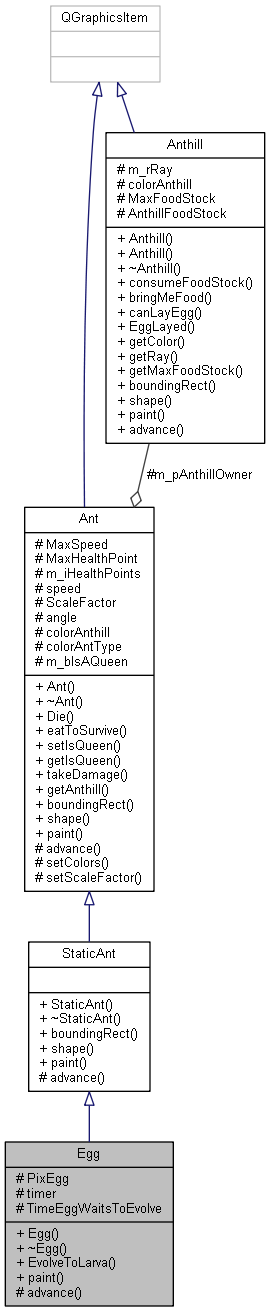 QGraphicsItem
Anthill
# m_rRay
# colorAnthill
# MaxFoodStock
# AnthillFoodStock
+ Anthill()
+ Anthill()
+ ~Anthill()
+ consumeFoodStock()
+ bringMeFood()
+ canLayEgg()
+ EggLayed()
+ getColor()
+ getRay()
+ getMaxFoodStock()
+ boundingRect()
+ shape()
+ paint()
+ advance()
#m_pAnthillOwner
Ant
# MaxSpeed
# MaxHealthPoint
# m_iHealthPoints
# speed
# ScaleFactor
# angle
# colorAnthill
# colorAntType
# m_bIsAQueen
+ Ant()
+ ~Ant()
+ Die()
+ eatToSurvive()
+ setIsQueen()
+ getIsQueen()
+ takeDamage()
+ getAnthill()
+ boundingRect()
+ shape()
+ paint()
# advance()
# setColors()
# setScaleFactor()
StaticAnt
+ StaticAnt()
+ ~StaticAnt()
+ boundingRect()
+ shape()
+ paint()
# advance()
Egg
# PixEgg
# timer
# TimeEggWaitsToEvolve
+ Egg()
+ ~Egg()
+ EvolveToLarva()
+ paint()
# advance()